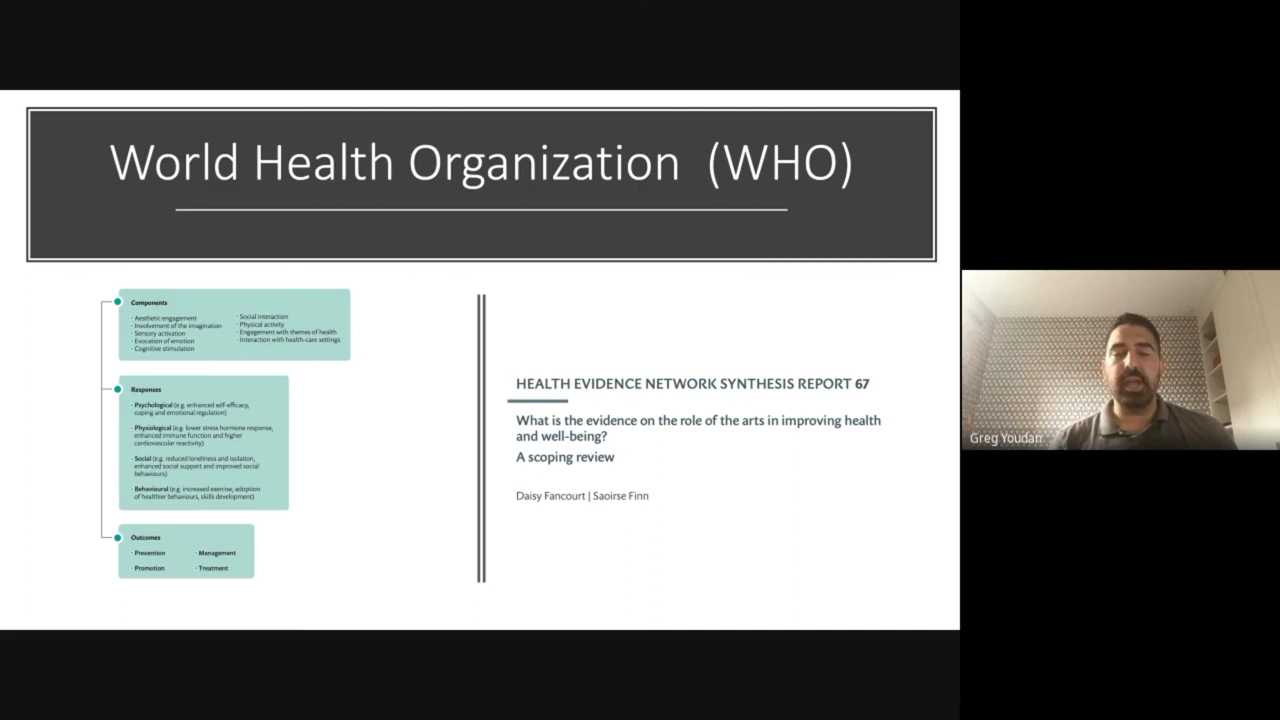 World Health Organization (WHO)
Components
· Aesthetic engagement
· Involvement of the imagination
· Sensory activation
· Evocation of emotion
· Cognitive stimulation
· Social interaction
· Physical activity
· Engagement with themes of health
· Interaction with health-care settings
Responses
· Psychological (e.g. enhanced self-efficacy,
coping and emotional regulation)
· Physiological (e.g. lower stress hormone response,
enhanced immune function and higher
cardiovascular reactivity)
· Social (e.g. reduced loneliness and isolation,
enhanced social support and improved social
behaviours)
· Behavioural (e.g. increased exercise, adoption
of healthier behaviours, skills development)
Outcomes
· Prevention
· Management
· Promotion
· Treatment
HEALTH EVIDENCE NETWORK SYNTHESIS REPORT 67
What is the evidence on the role of the arts in improving health
and well-being?
A scoping review
Daisy Fancourt | Saoirse Finn
Greg Youdan